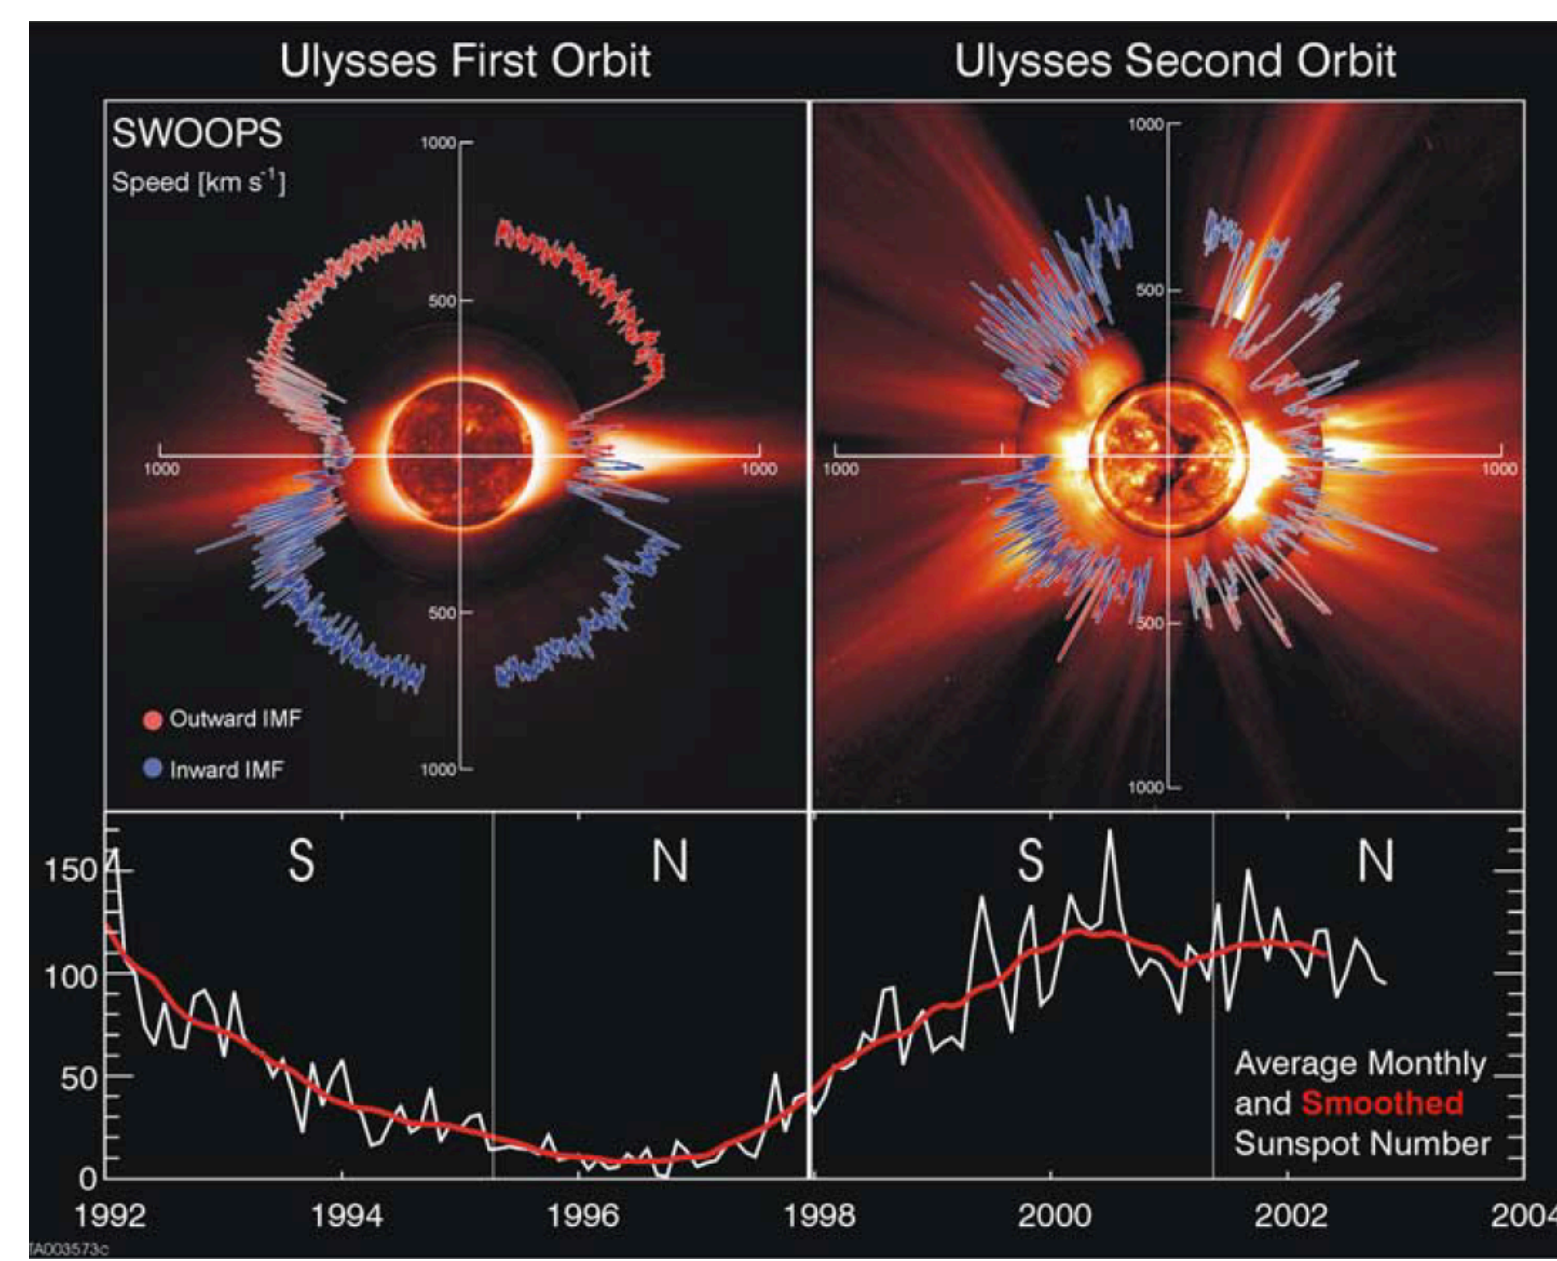 Ulysses First Orbit
Ulysses Second Orbit
SWOOPS
Speed [km s⁻¹]
1000
500
1000
1000
500
1000
Outward IMF
Inward IMF
1000
500
1000
1000
500
1000
150
100
50
0
S
N
S
N
Average Monthly
and Smoothed
Sunspot Number
1992
1994
1996
1998
2000
2002
2004
TA003573c